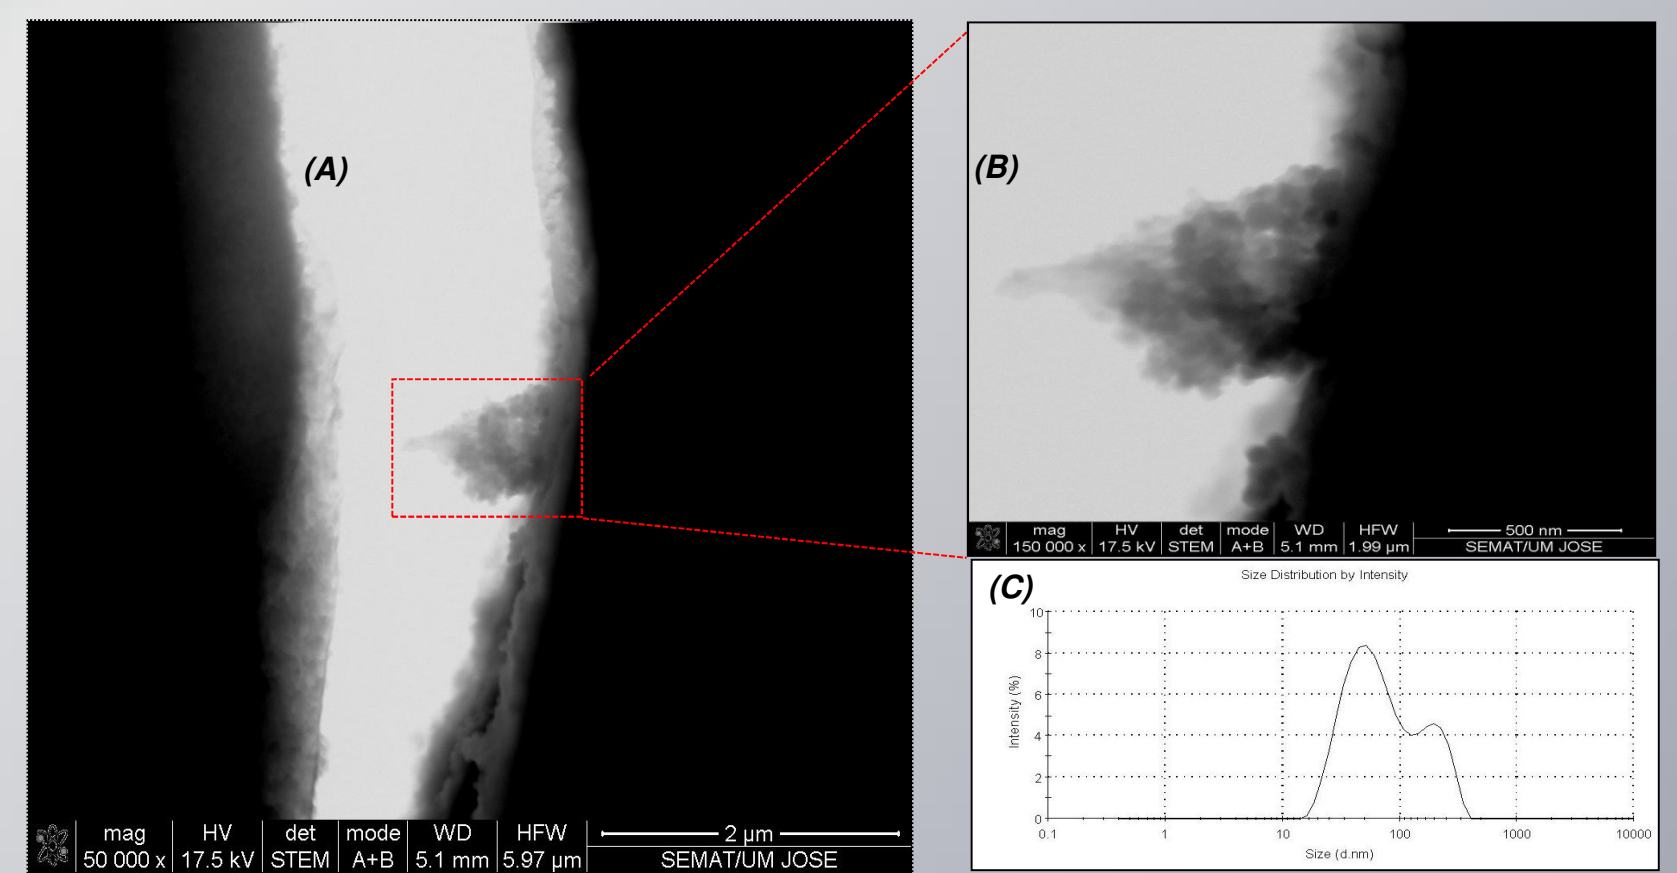 (A)
mag HV det mode WD HFW 2 µm
50 000 x 17.5 kV STEM A+B 5.1 mm 5.97 µm SEMAT/UM JOSE
(B)
mag HV det mode WD HFW 500 nm
150 000 x 17.5 kV STEM A+B 5.1 mm 1.99 µm SEMAT/UM JOSE
(C)
Size Distribution by Intensity
Intensity (%)
10
8
6
4
2
0
0.1 1 10 100 1000 10000
Size (d.nm)